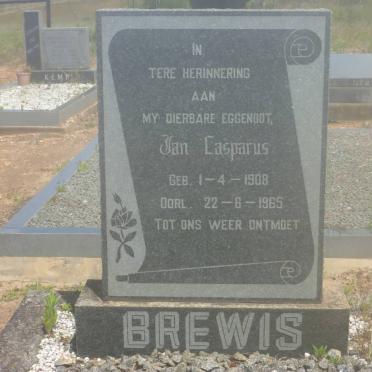 IN
TERE HERINNERING
AAN
MY DIERBARE EGGENOOT,
Jan Casparus
GEB. 1-4-1908
OORL. 22-6-1965
TOT ONS WEER ONTMOET
BREWIS
KEMP